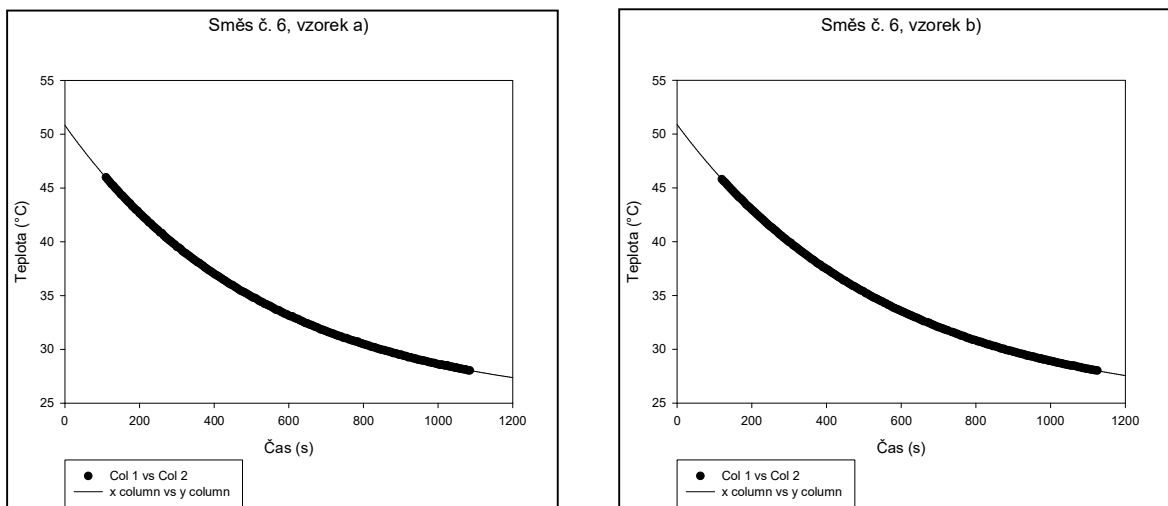 Směs č. 6, vzorek a)
55
50
45
40
35
30
25
Teplota (°C)
0 200 400 600 800 1000 1200
Čas (s)
Col 1 vs Col 2
x column vs y column
Směs č. 6, vzorek b)
55
50
45
40
35
30
25
Teplota (°C)
0 200 400 600 800 1000 1200
Čas (s)
Col 1 vs Col 2
x column vs y column